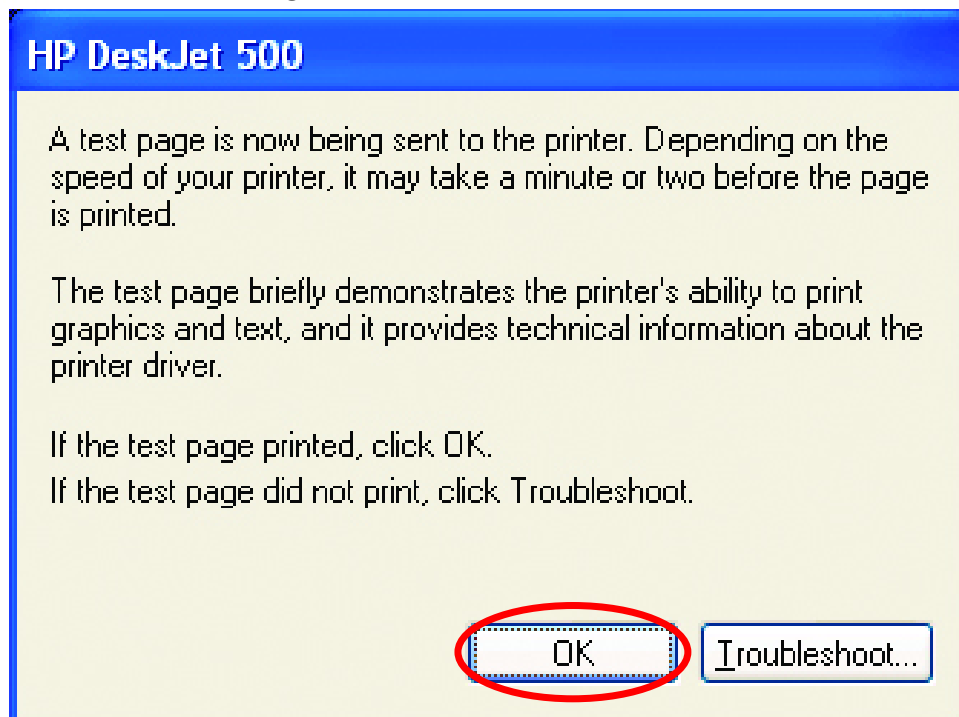 HP DeskJet 500
A test page is now being sent to the printer. Depending on the
speed of your printer, it may take a minute or two before the page
is printed.
The test page briefly demonstrates the printer's ability to print
graphics and text, and it provides technical information about the
printer driver.
If the test page printed, click OK.
If the test page did not print, click Troubleshoot.
OK
Troubleshoot...